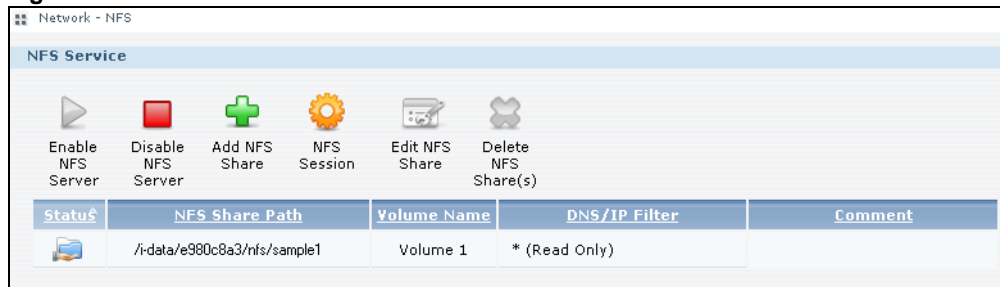 Network - NFS
NFS Service
Enable NFS Server
Disable NFS Server
Add NFS Share
NFS Session
Edit NFS Share
Delete NFS Share(s)
Status NFS Share Path Volume Name DNS/IP Filter Comment
/i-data/e980c8a3/nfs/sample1 Volume 1 * (Read Only)